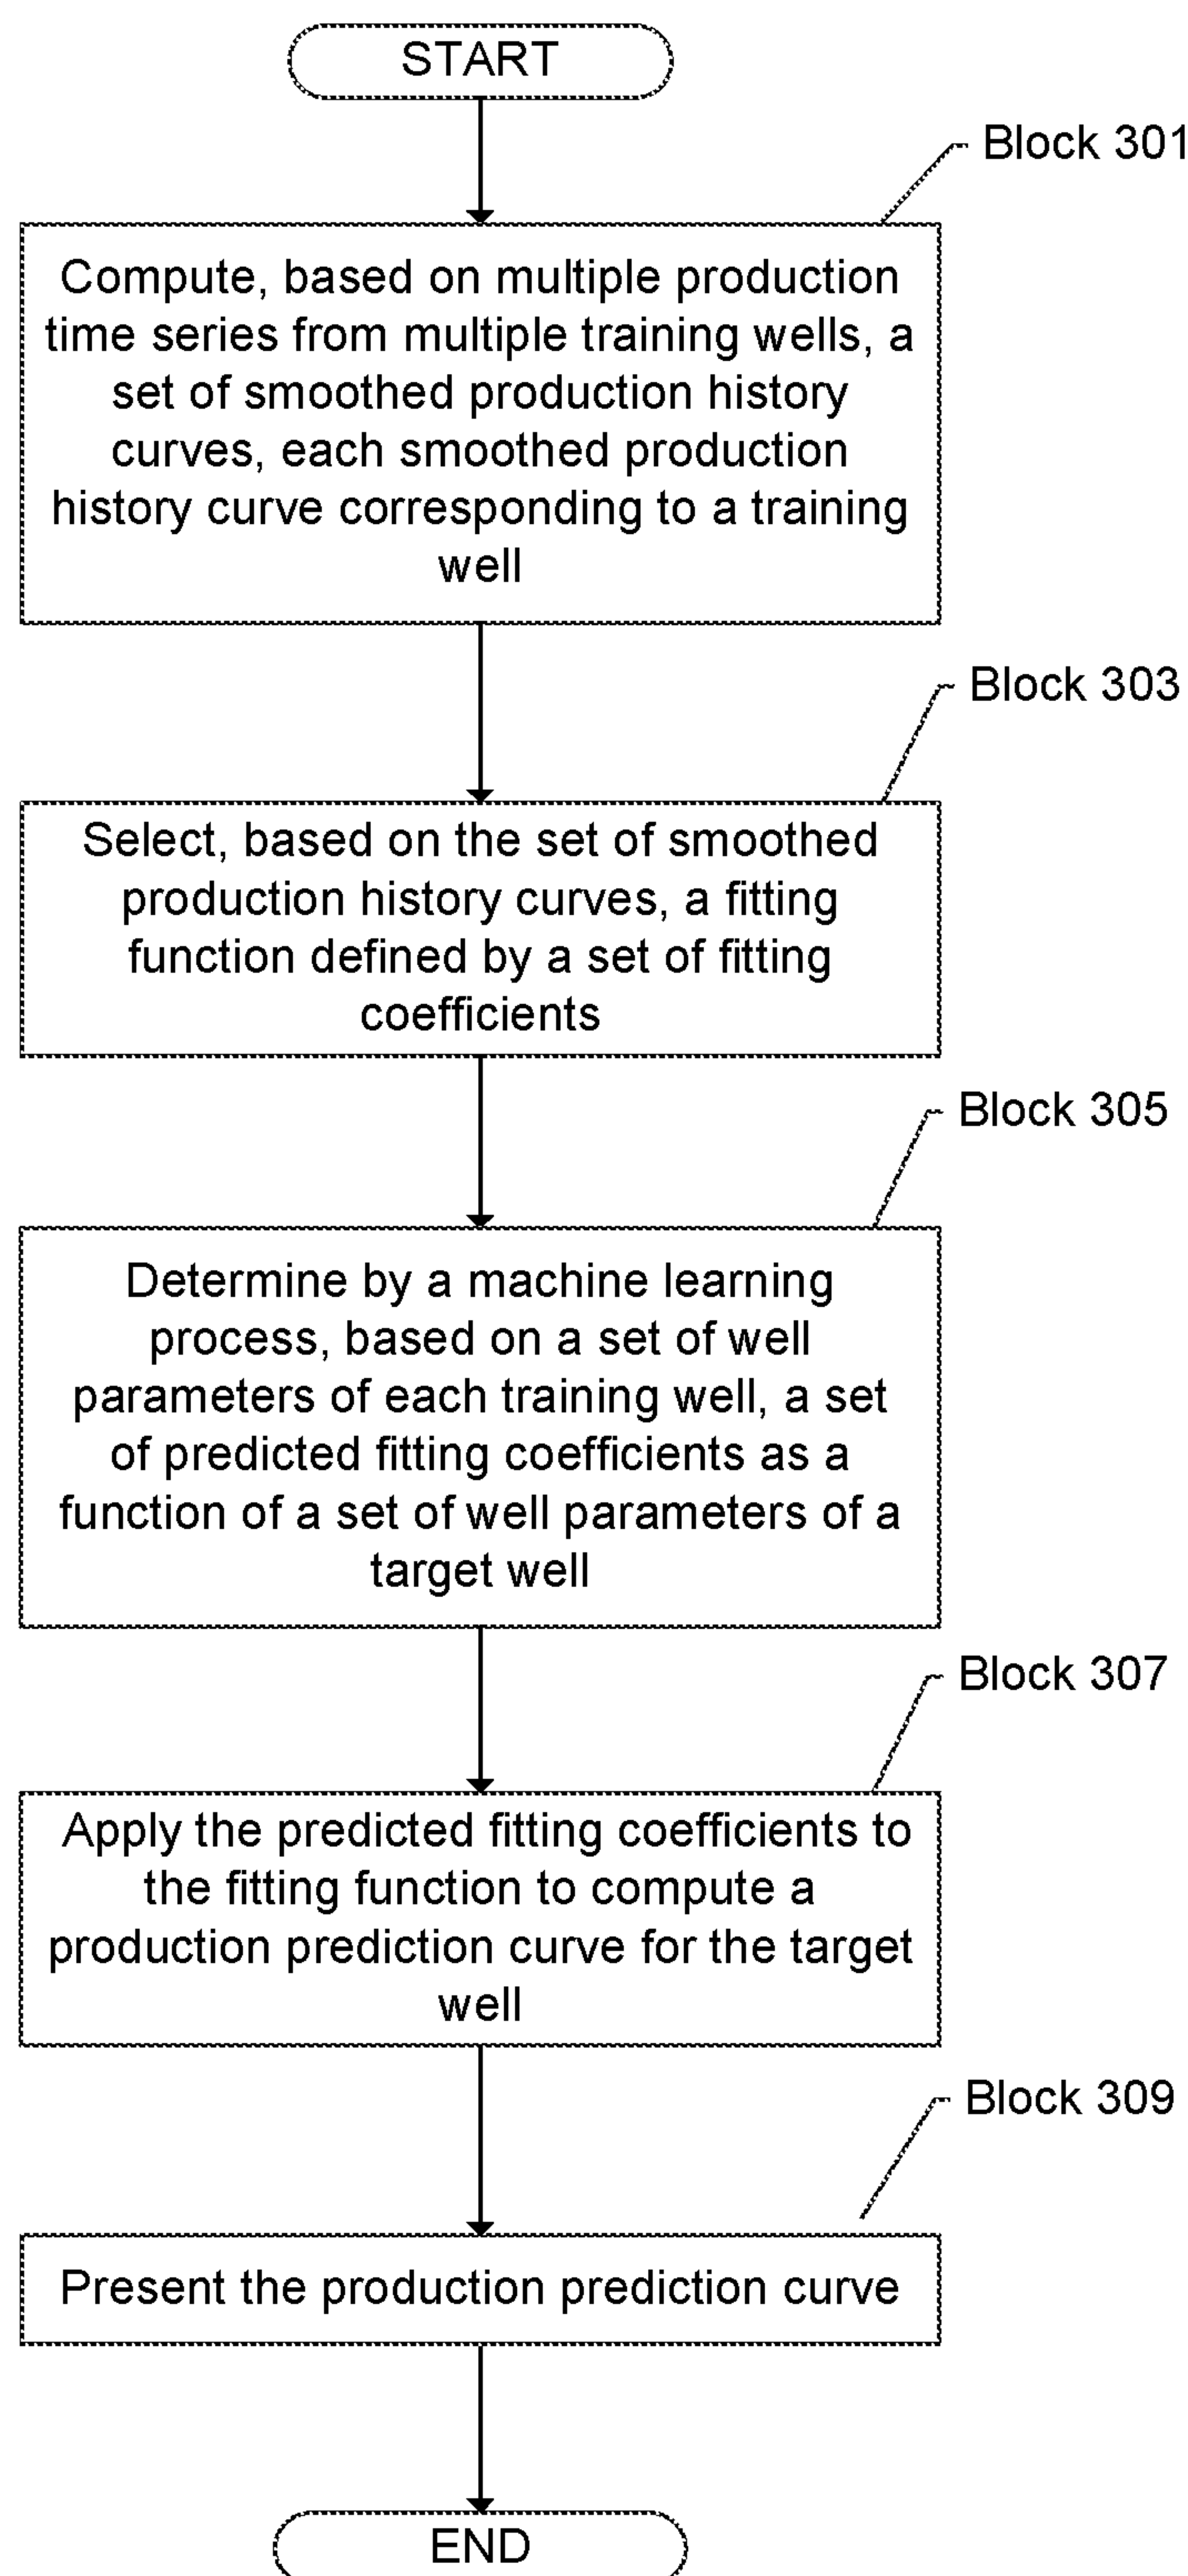 START
Block 301
Compute, based on multiple production
time series from multiple training wells, a
set of smoothed production history
curves, each smoothed production
history curve corresponding to a training
well
Block 303
Select, based on the set of smoothed
production history curves, a fitting
function defined by a set of fitting
coefficients
Block 305
Determine by a machine learning
process, based on a set of well
parameters of each training well, a set
of predicted fitting coefficients as a
function of a set of well parameters of a
target well
Block 307
Apply the predicted fitting coefficients to
the fitting function to compute a
production prediction curve for the target
well
Block 309
Present the production prediction curve
END